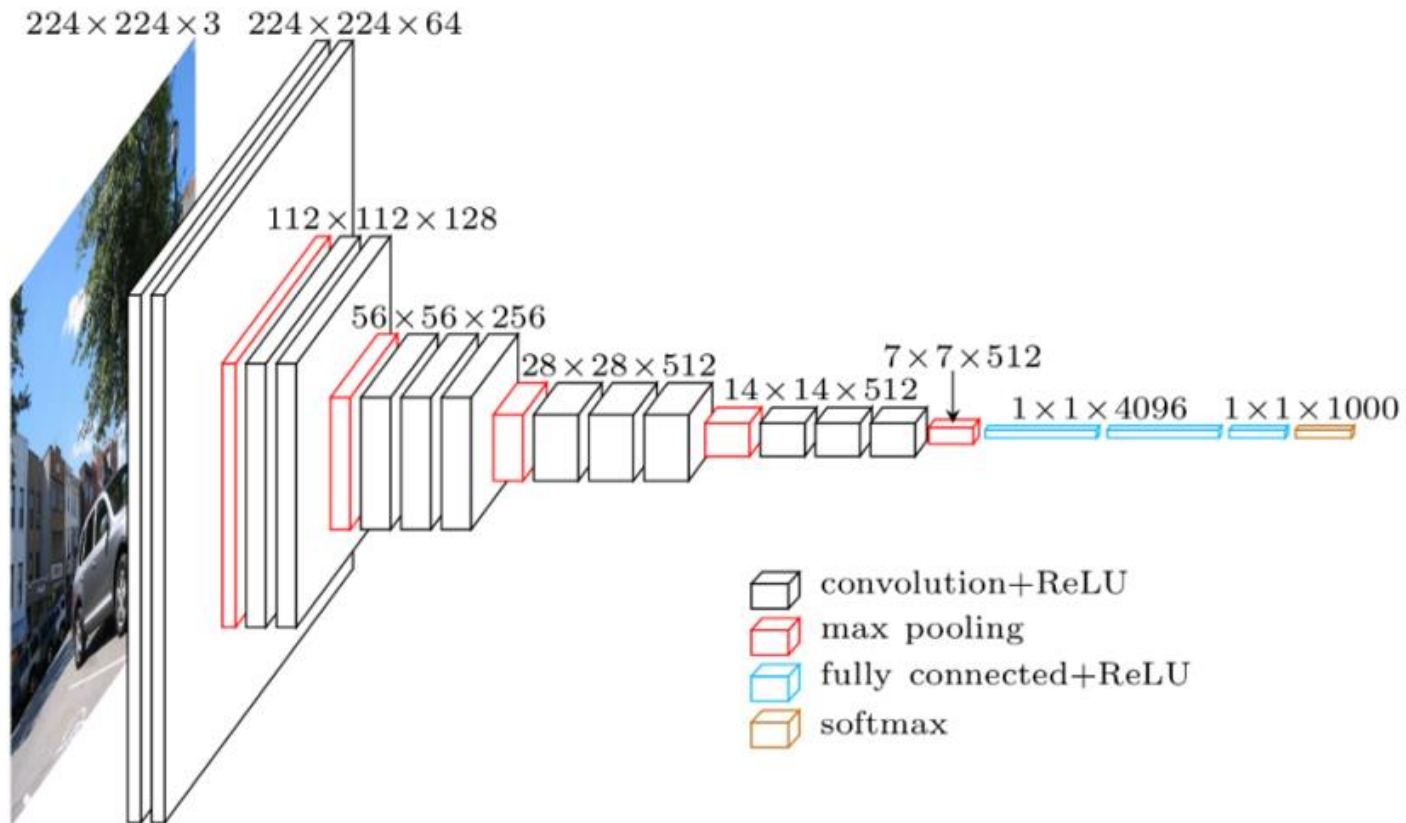 224×224×3
224×224×64
112×112×128
56×56×256
28×28×512
14×14×512
7×7×512
1×1×4096
1×1×1000
convolution+ReLU
max pooling
fully connected+ReLU
softmax